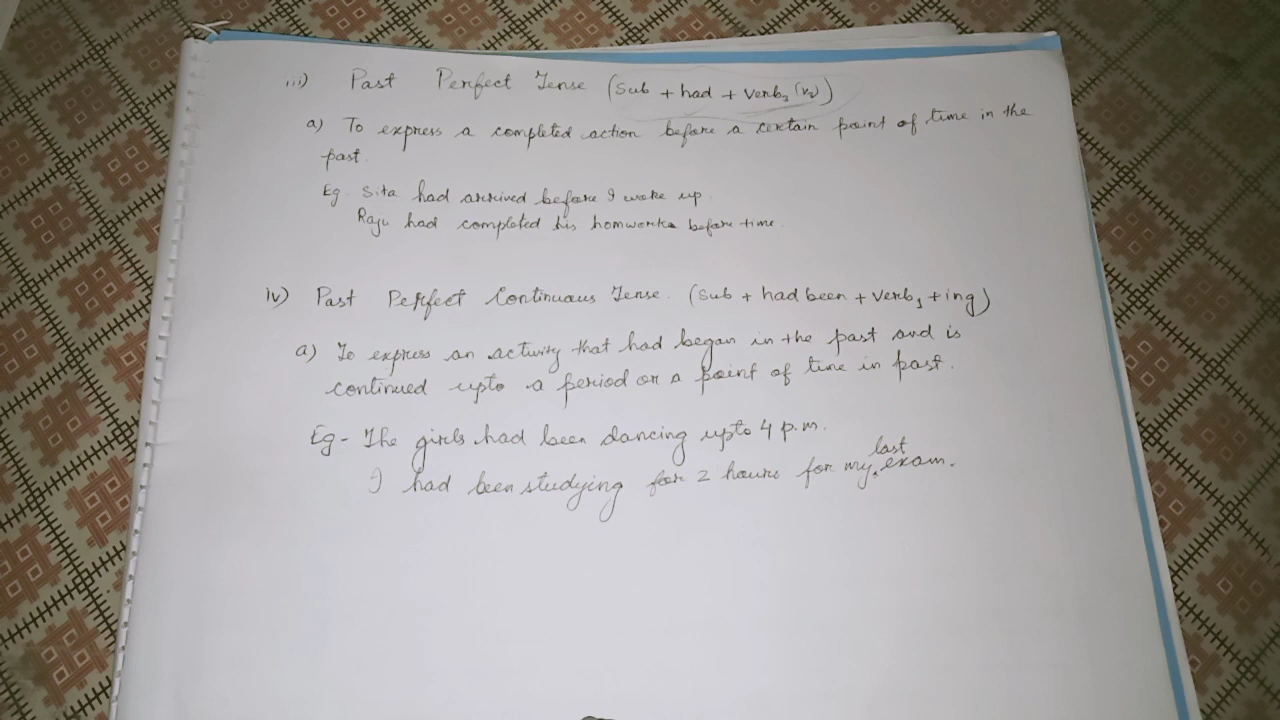 iii) Past Perfect Tense (Sub + had + Verb₃ (V₃))
a) To express a completed action before a certain point of time in the
past.
Eg. Sita had arrived before I woke up.
Raju had completed his homwork before time.
iv) Past Perfect Continuous Tense. (Sub + had been + Verb₁ + ing)
a) To express an activity that had began in the past and is
continued upto a period or a point of time in past.
Eg - The girls had been dancing upto 4 p.m.
I had been studying for 2 hours for my last exam.